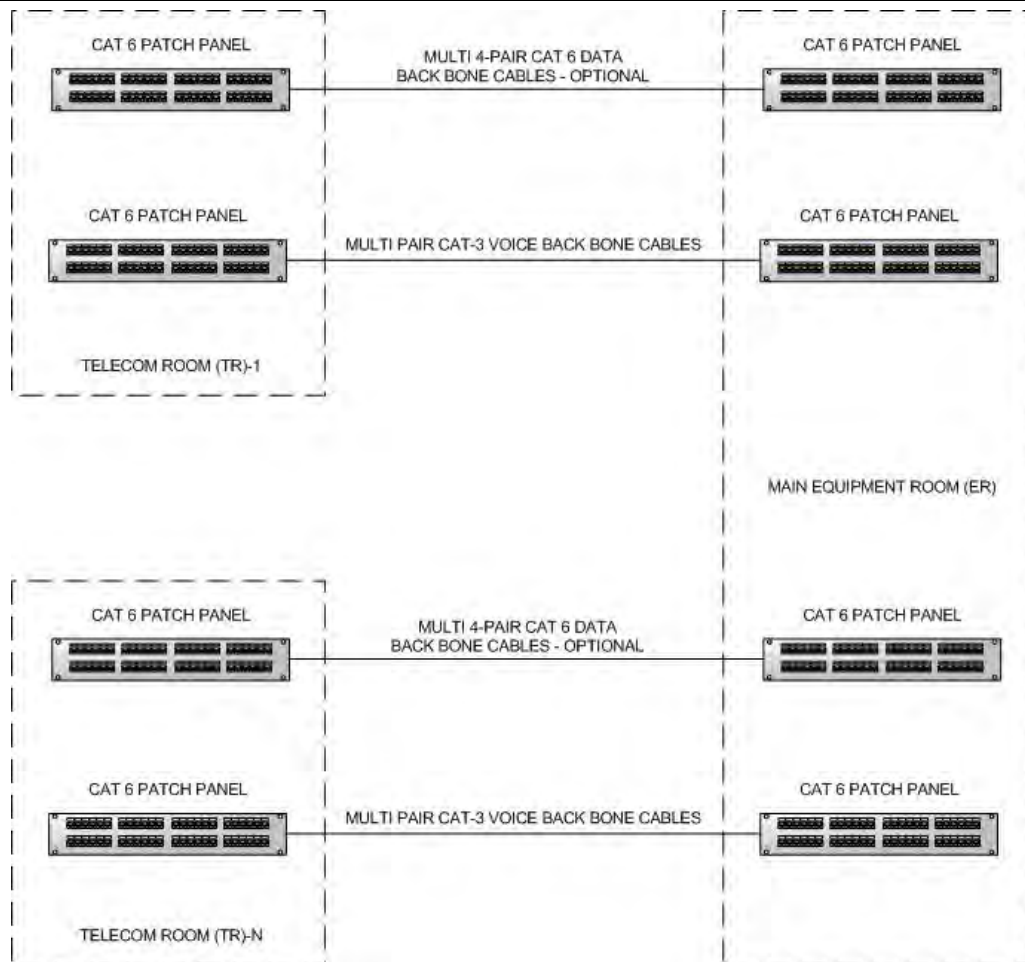 CAT 6 PATCH PANEL
MULTI 4-PAIR CAT 6 DATA
BACK BONE CABLES - OPTIONAL
CAT 6 PATCH PANEL
CAT 6 PATCH PANEL
MULTI PAIR CAT-3 VOICE BACK BONE CABLES
CAT 6 PATCH PANEL
TELECOM ROOM (TR)-1
MAIN EQUIPMENT ROOM (ER)
CAT 6 PATCH PANEL
MULTI 4-PAIR CAT 6 DATA
BACK BONE CABLES - OPTIONAL
CAT 6 PATCH PANEL
CAT 6 PATCH PANEL
MULTI PAIR CAT-3 VOICE BACK BONE CABLES
CAT 6 PATCH PANEL
TELECOM ROOM (TR)-N